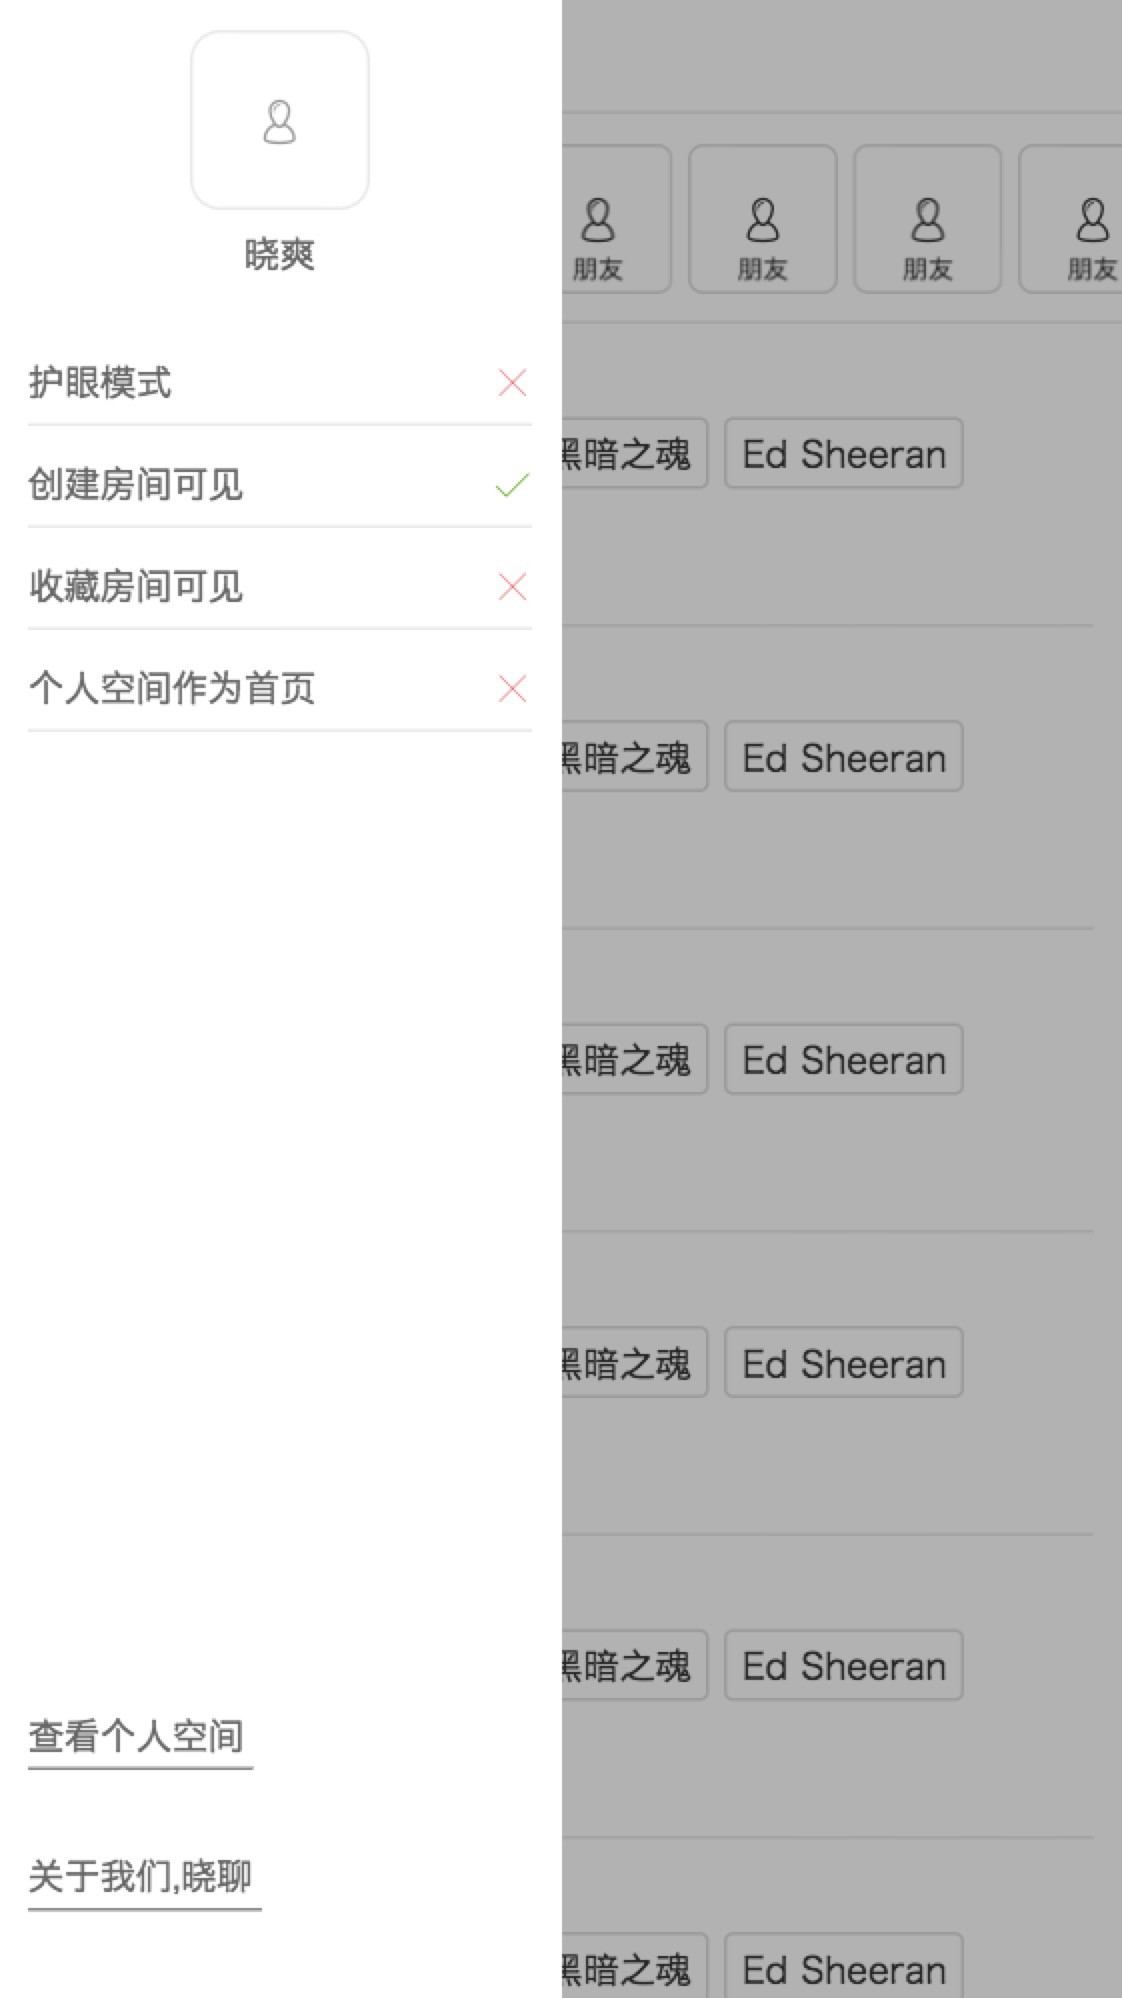 晓爽
护眼模式
创建房间可见
收藏房间可见
个人空间作为首页
查看个人空间
关于我们,晓聊
朋友 朋友 朋友 朋友
黑暗之魂 Ed Sheeran
黑暗之魂 Ed Sheeran
黑暗之魂 Ed Sheeran
黑暗之魂 Ed Sheeran
黑暗之魂 Ed Sheeran
黑暗之魂 Ed Sheeran